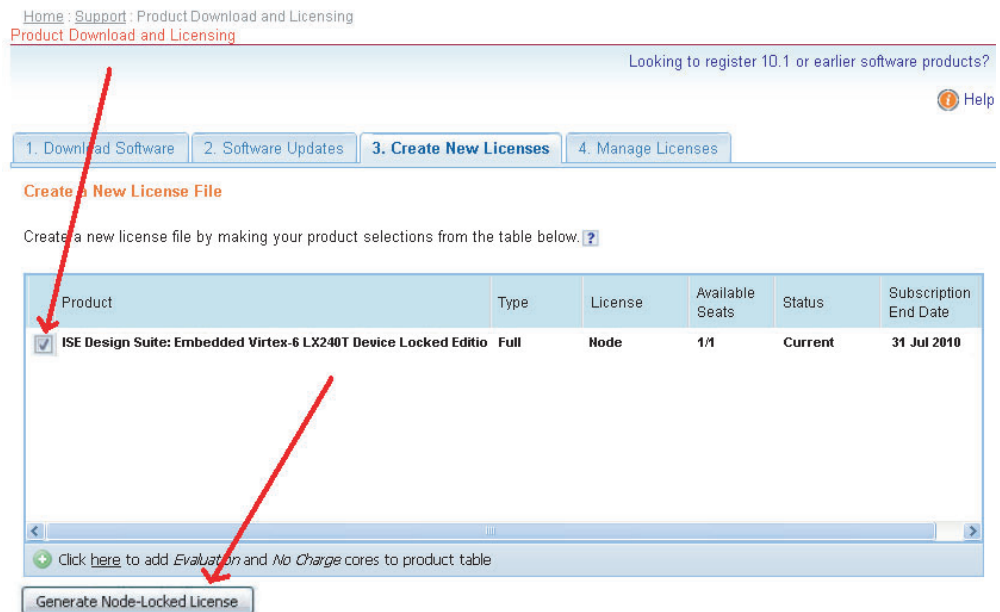 Home : Support : Product Download and Licensing
Product Download and Licensing
Looking to register 10.1 or earlier software products?
Help
1. Download Software 2. Software Updates 3. Create New Licenses 4. Manage Licenses
Create a New License File
Create a new license file by making your product selections from the table below. ?
Product Type License Available Seats Status Subscription End Date
ISE Design Suite: Embedded Virtex-6 LX240T Device Locked Editio Full Node 1/1 Current 31 Jul 2010
Click here to add Evaluation and No Charge cores to product table
Generate Node-Locked License